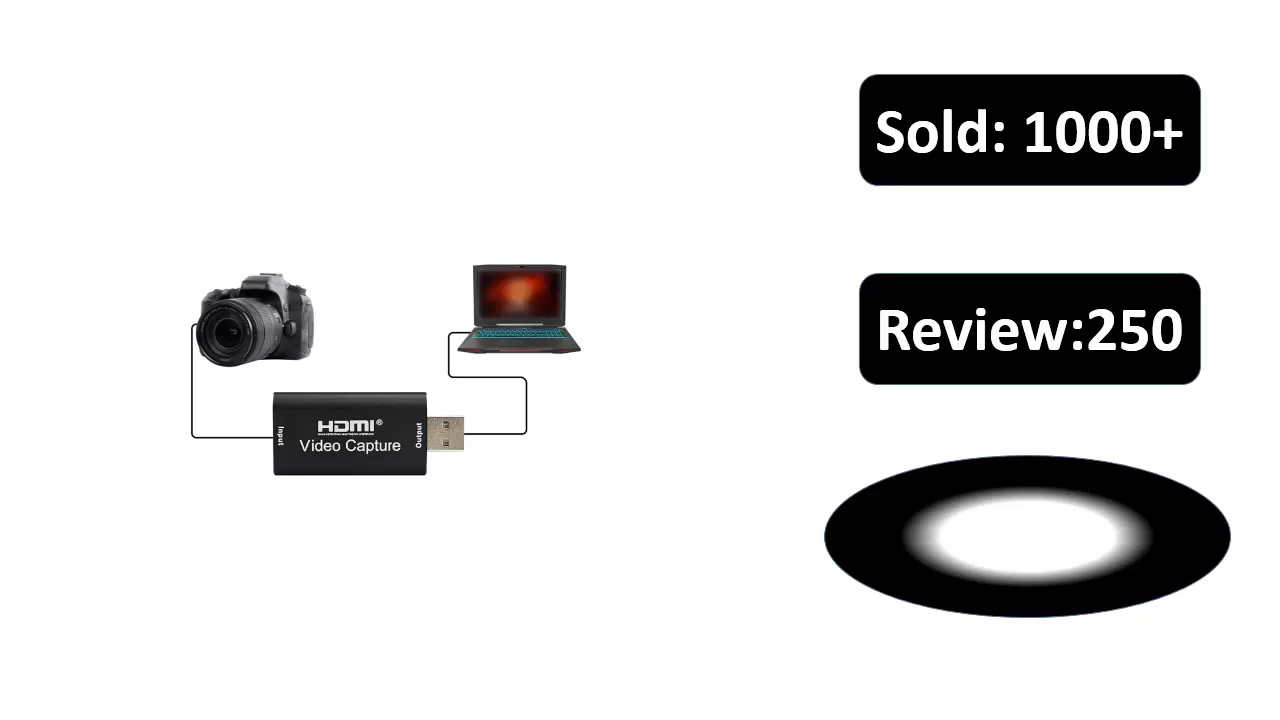 Sold: 1000+
Review:250
HDMI®
Input
Video Capture
Output